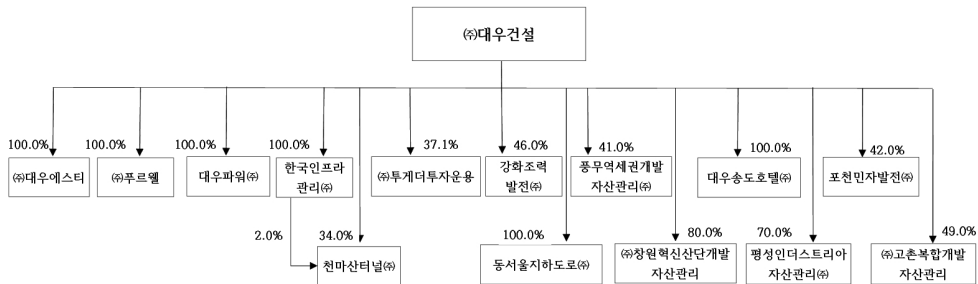 ㈜대우건설
100.0%
100.0%
100.0%
100.0%
37.1%
46.0%
41.0%
100.0%
42.0%
㈜대우에스티
㈜푸르웰
대우파워㈜
한국인프라
관리㈜
㈜투게더투자운용
강화조력
발전㈜
풍무역세권개발
자산관리㈜
대우송도호텔㈜
포천민자발전㈜
2.0%
34.0%
100.0%
80.0%
70.0%
49.0%
천마산터널㈜
동서울지하도로㈜
㈜창원혁신산단개발
자산관리
평성인더스트리아
자산관리㈜
㈜고촌복합개발
자산관리